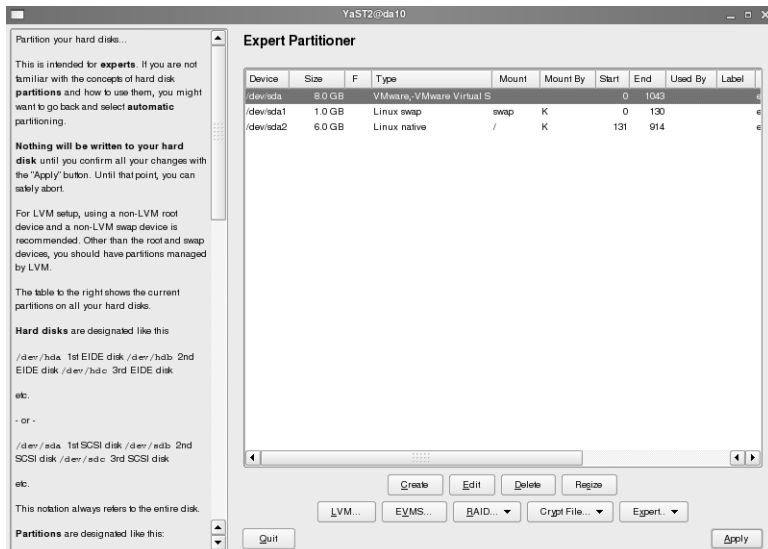 YaST2@da10
Partition your hard disks...
This is intended for experts. If you are not
familiar with the concepts of hard disk
partitions and how to use them, you might
want to go back and select automatic
partitioning.
Nothing will be written to your hard
disk until you confirm all your changes with
the "Apply" button. Until that point, you can
safely abort.
For LVM setup, using a non-LVM root
device and a non-LVM swap device is
recommended. Other than the root and swap
devices, you should have partitions managed
by LVM.
The table to the right shows the current
partitions on all your hard disks.
Hard disks are designated like this
/dev/hda 1st EIDE disk /dev/hdb 2nd
EIDE disk /dev/hdc 3rd EIDE disk
etc.
- or -
/dev/sda 1st SCSI disk /dev/sdb 2nd
SCSI disk /dev/sdc 3rd SCSI disk
etc.
This notation always refers to the entire disk.
Partitions are designated like this:
Expert Partitioner
Device Size F Type Mount Mount By Start End Used By Label
/dev/sda 8.0 GB VMware,-VMware Virtual S 0 1043
/dev/sda1 1.0 GB Linux swap swap K 0 130
/dev/sda2 6.0 GB Linux native / K 131 914
Create Edit Delete Resize
LVM... EVMS... RAID... Crypt File... Expert..
Quit Apply